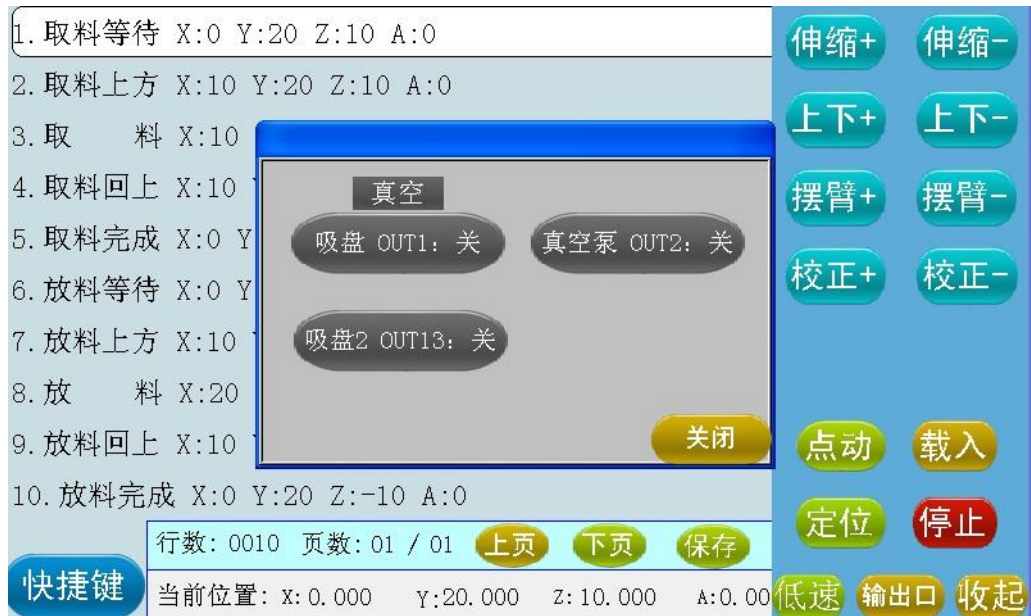 1.取料等待 X:0 Y:20 Z:10 A:0
2.取料上方 X:10 Y:20 Z:10 A:0
3.取 料 X:10
4.取料回上 X:10
5.取料完成 X:0 Y
6.放料等待 X:0 Y
7.放料上方 X:10
8.放 料 X:20
9.放料回上 X:10
10.放料完成 X:0 Y:20 Z:-10 A:0
真空
吸盘 OUT1: 关 真空泵 OUT2: 关
吸盘2 OUT13: 关
关闭
伸缩+ 伸缩-
上下+ 上下-
摆臂+ 摆臂-
校正+ 校正-
点动 载入
定位 停止
行数: 0010 页数: 01 / 01 上页 下页 保存
快捷键
当前位置: X:0.000 Y:20.000 Z:10.000 A:0.00
低速 输出口 收起